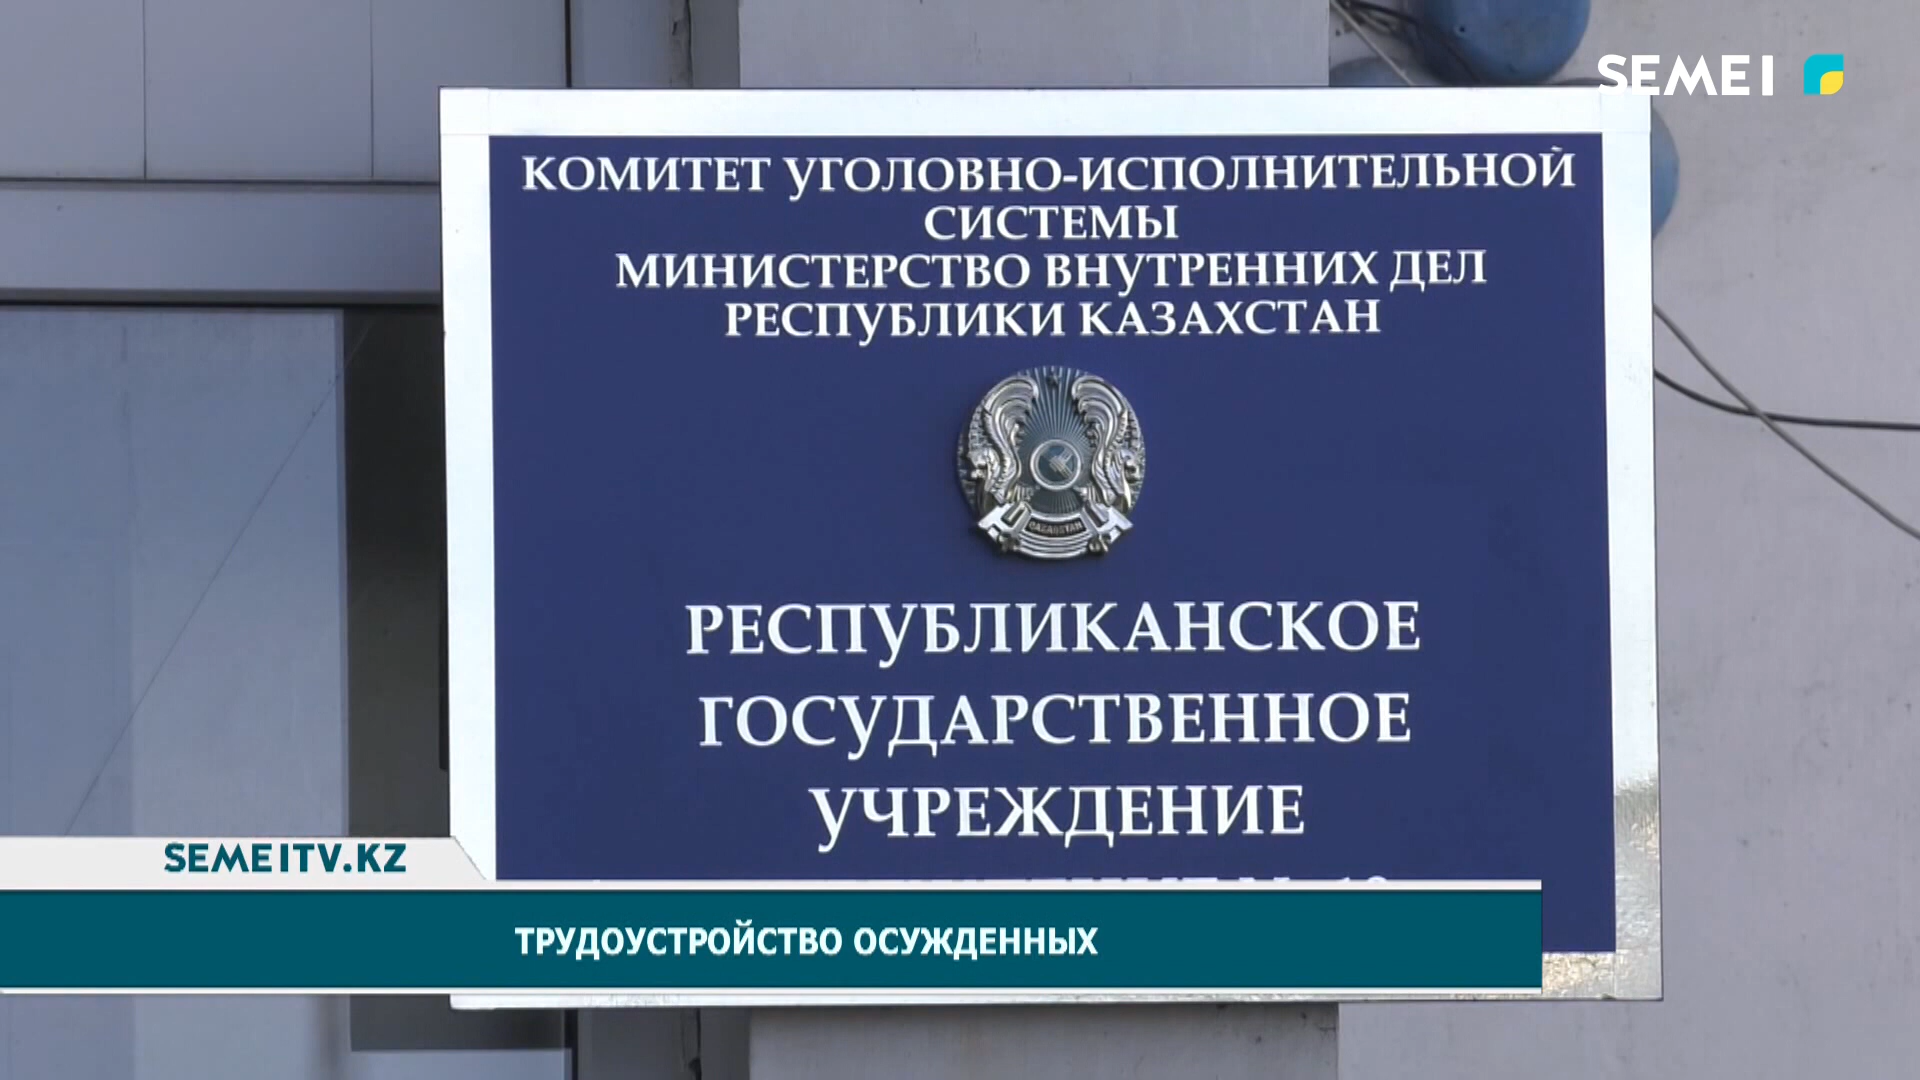 SEMEI
КОМИТЕТ УГОЛОВНО-ИСПОЛНИТЕЛЬНОЙ
СИСТЕМЫ
МИНИСТЕРСТВО ВНУТРЕННИХ ДЕЛ
РЕСПУБЛИКИ КАЗАХСТАН
QAZAQSTAN
РЕСПУБЛИКАНСКОЕ
ГОСУДАРСТВЕННОЕ
УЧРЕЖДЕНИЕ
SEMEITV.KZ
ТРУДОУСТРОЙСТВО ОСУЖДЕННЫХ